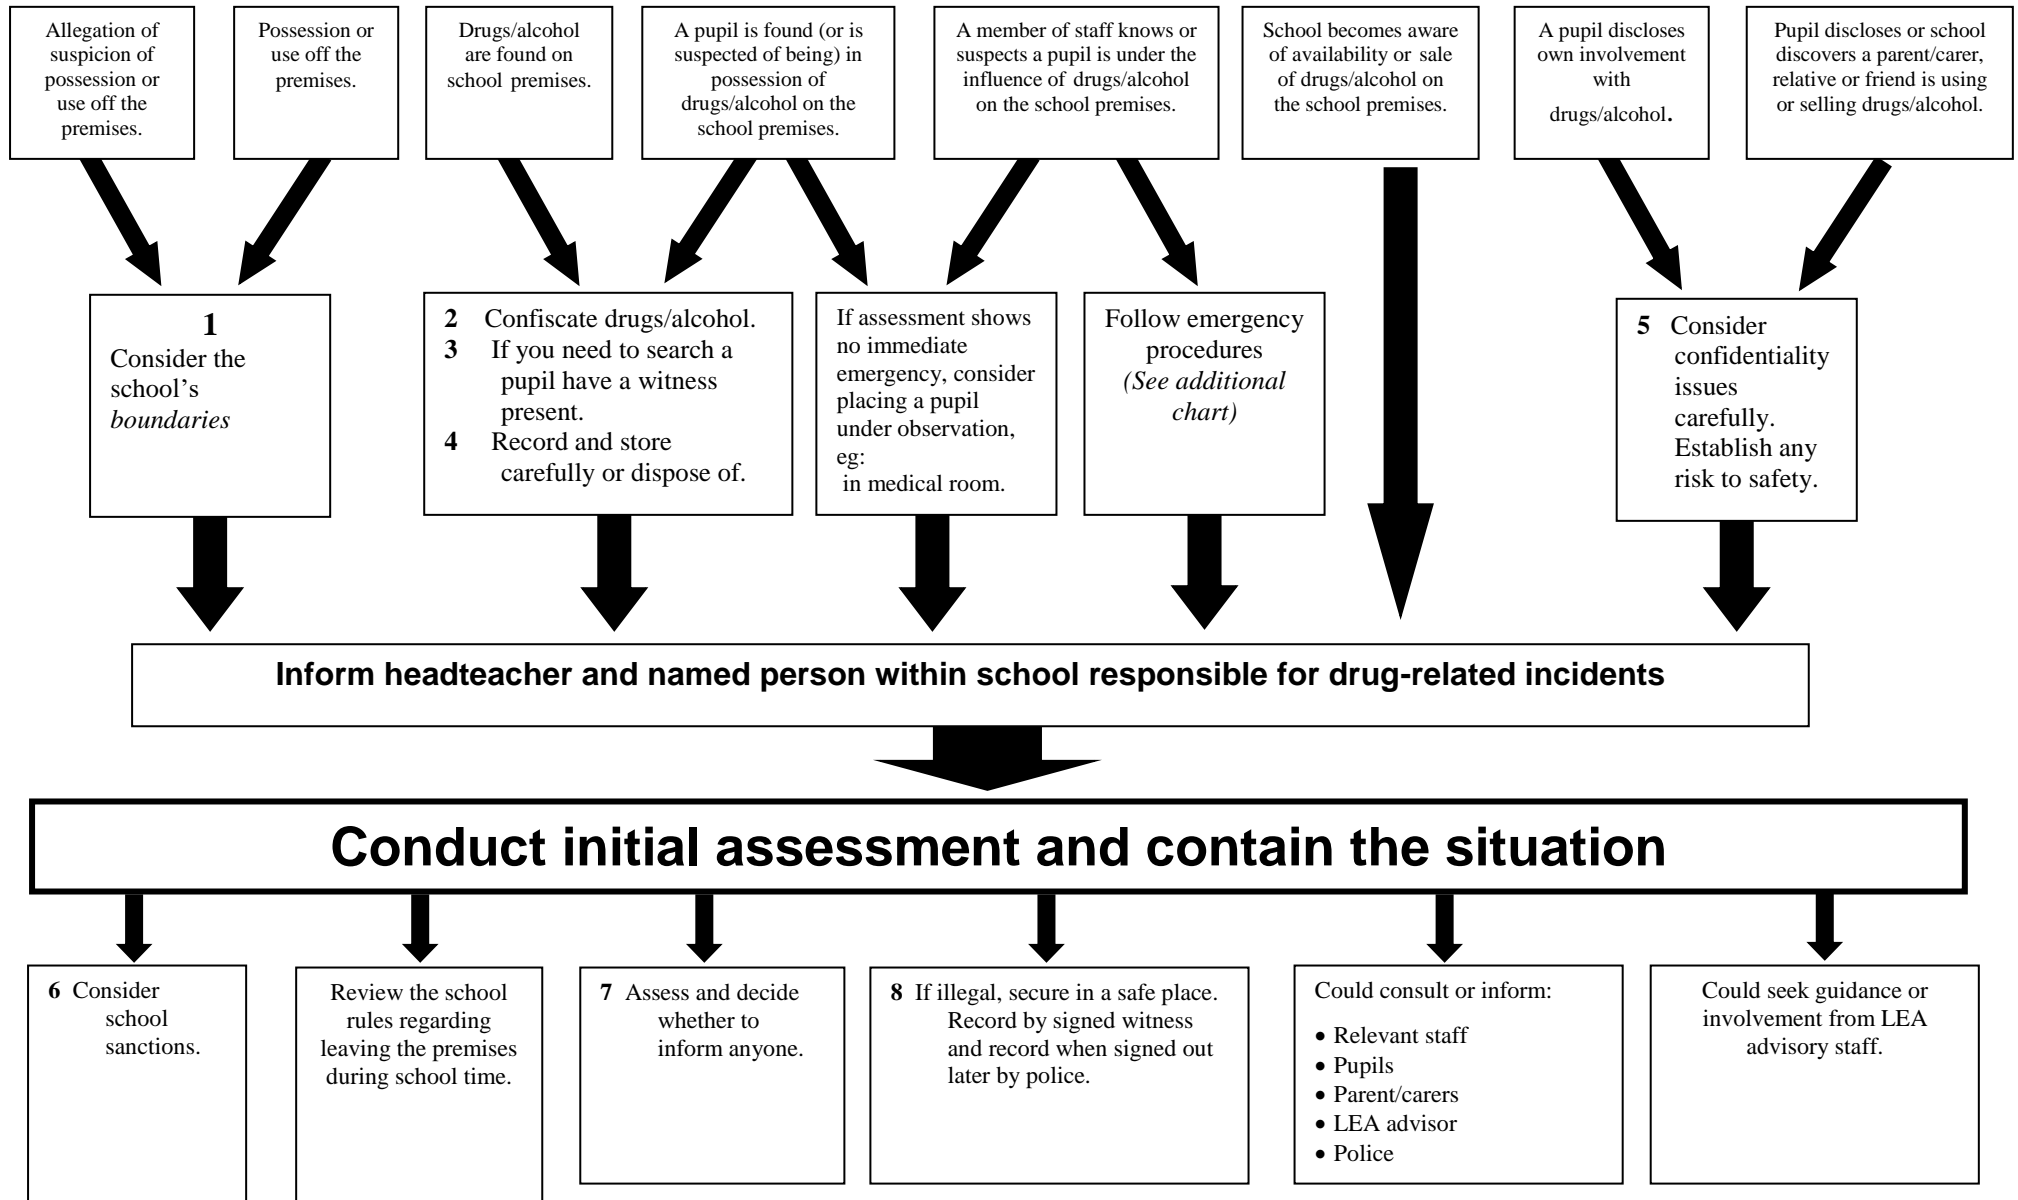 Allegation of
suspicion of
possession or
use off the
premises.
Possession or
use off the
premises.
Drugs/alcohol
are found on
school premises.
A pupil is found (or is
suspected of being) in
possession of
drugs/alcohol on the
school premises.
A member of staff knows or
suspects a pupil is under the
influence of drugs/alcohol
on the school premises.
School becomes aware
of availability or sale
of drugs/alcohol on
the school premises.
A pupil discloses
own involvement
with
drugs/alcohol.
Pupil discloses or school
discovers a parent/carer,
relative or friend is using
or selling drugs/alcohol.
1
Consider the
school’s
boundaries
2 Confiscate drugs/alcohol.
3 If you need to search a
pupil have a witness
present.
4 Record and store
carefully or dispose of.
If assessment shows
no immediate
emergency, consider
placing a pupil
under observation,
eg:
in medical room.
Follow emergency
procedures
(See additional
chart)
5 Consider
confidentiality
issues
carefully.
Establish any
risk to safety.
Inform headteacher and named person within school responsible for drug-related incidents
Conduct initial assessment and contain the situation
6 Consider
school
sanctions.
Review the school
rules regarding
leaving the premises
during school time.
7 Assess and decide
whether to
inform anyone.
8 If illegal, secure in a safe place.
Record by signed witness
and record when signed out
later by police.
Could consult or inform:
• Relevant staff
• Pupils
• Parent/carers
• LEA advisor
• Police
Could seek guidance or
involvement from LEA
advisory staff.